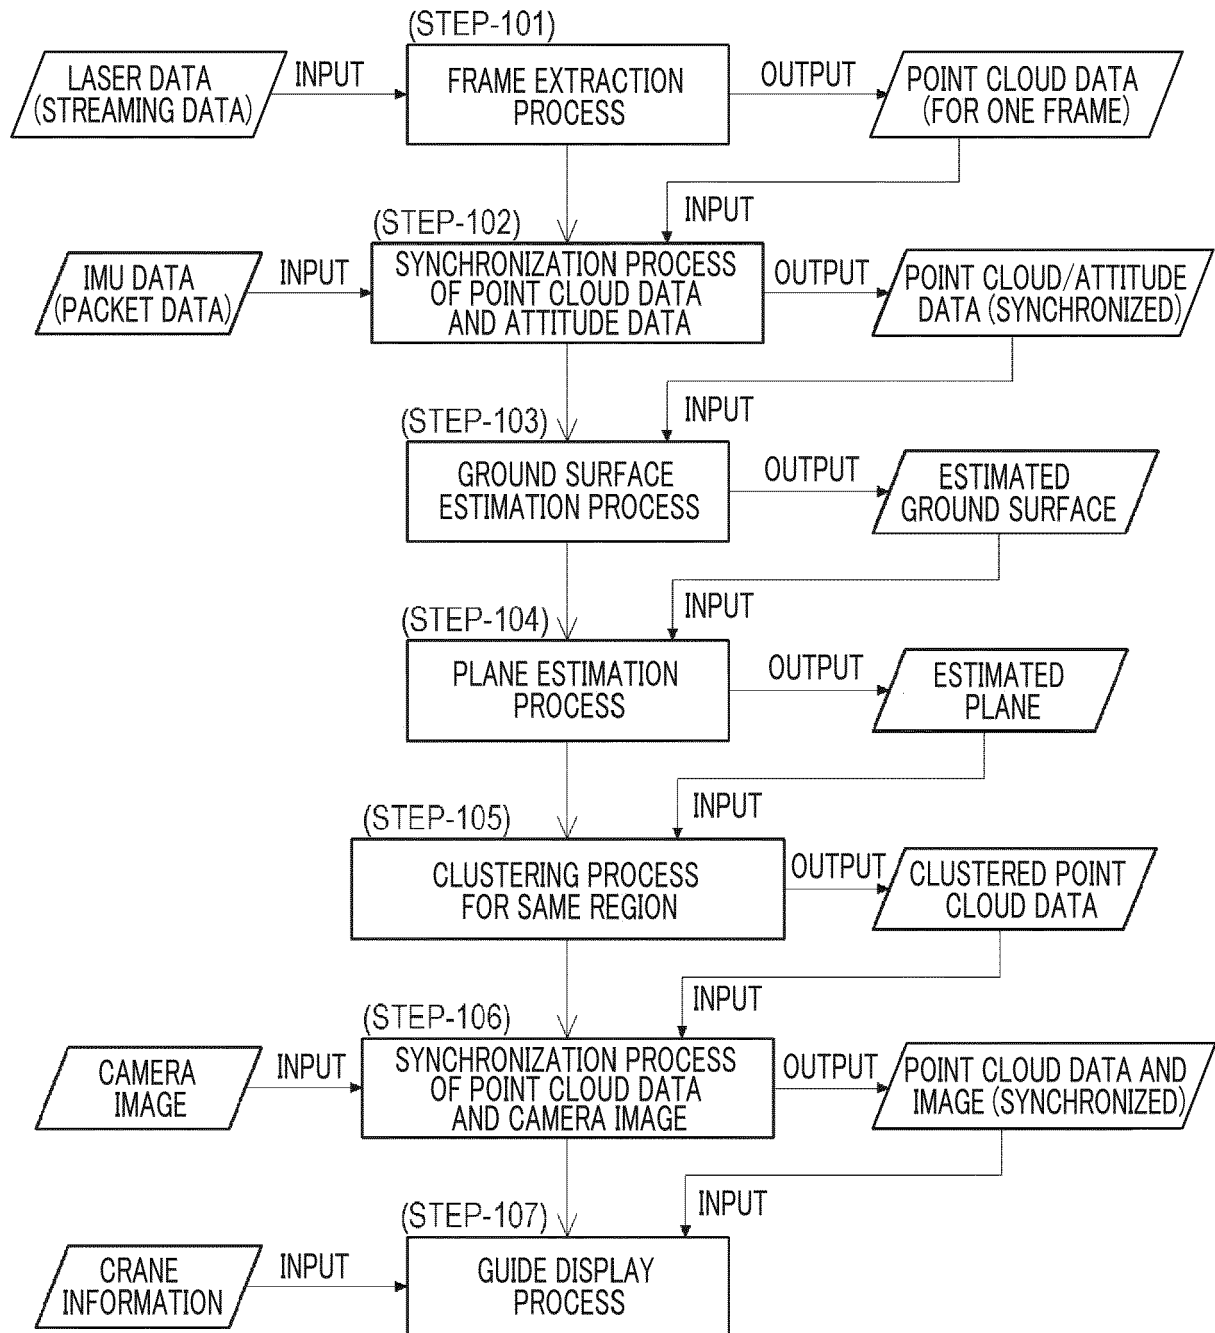 (STEP-101)
LASER DATA
(STREAMING DATA)
INPUT
FRAME EXTRACTION
PROCESS
OUTPUT
POINT CLOUD DATA
(FOR ONE FRAME)
INPUT
(STEP-102)
IMU DATA
(PACKET DATA)
INPUT
SYNCHRONIZATION PROCESS
OF POINT CLOUD DATA
AND ATTITUDE DATA
OUTPUT
POINT CLOUD/ATTITUDE
DATA (SYNCHRONIZED)
INPUT
(STEP-103)
GROUND SURFACE
ESTIMATION PROCESS
OUTPUT
ESTIMATED
GROUND SURFACE
INPUT
(STEP-104)
PLANE ESTIMATION
PROCESS
OUTPUT
ESTIMATED
PLANE
INPUT
(STEP-105)
CLUSTERING PROCESS
FOR SAME REGION
OUTPUT
CLUSTERED POINT
CLOUD DATA
INPUT
(STEP-106)
CAMERA
IMAGE
INPUT
SYNCHRONIZATION PROCESS
OF POINT CLOUD DATA
AND CAMERA IMAGE
OUTPUT
POINT CLOUD DATA AND
IMAGE (SYNCHRONIZED)
INPUT
(STEP-107)
CRANE
INFORMATION
INPUT
GUIDE DISPLAY
PROCESS